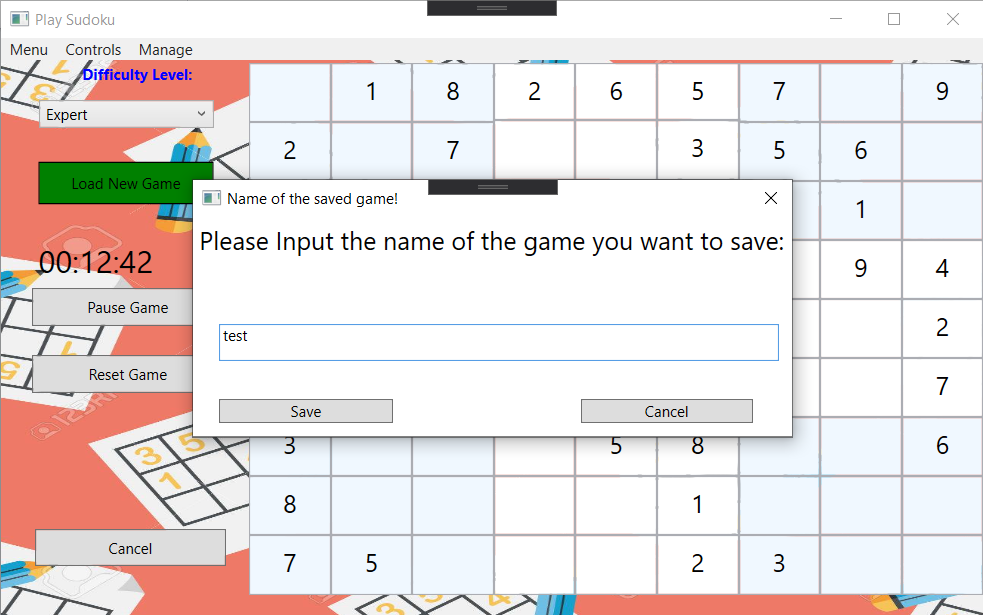 Play Sudoku
Menu Controls Manage
Difficulty Level:
Expert
Load New Game
00:12:42
Pause Game
Reset Game
Cancel
1 8 2 6 5 7 9
2 7 3 5 6
1
9 4
2
7
3 5 8 6
8 1
7 5 2 3
Name of the saved game!
Please Input the name of the game you want to save:
test
Save Cancel